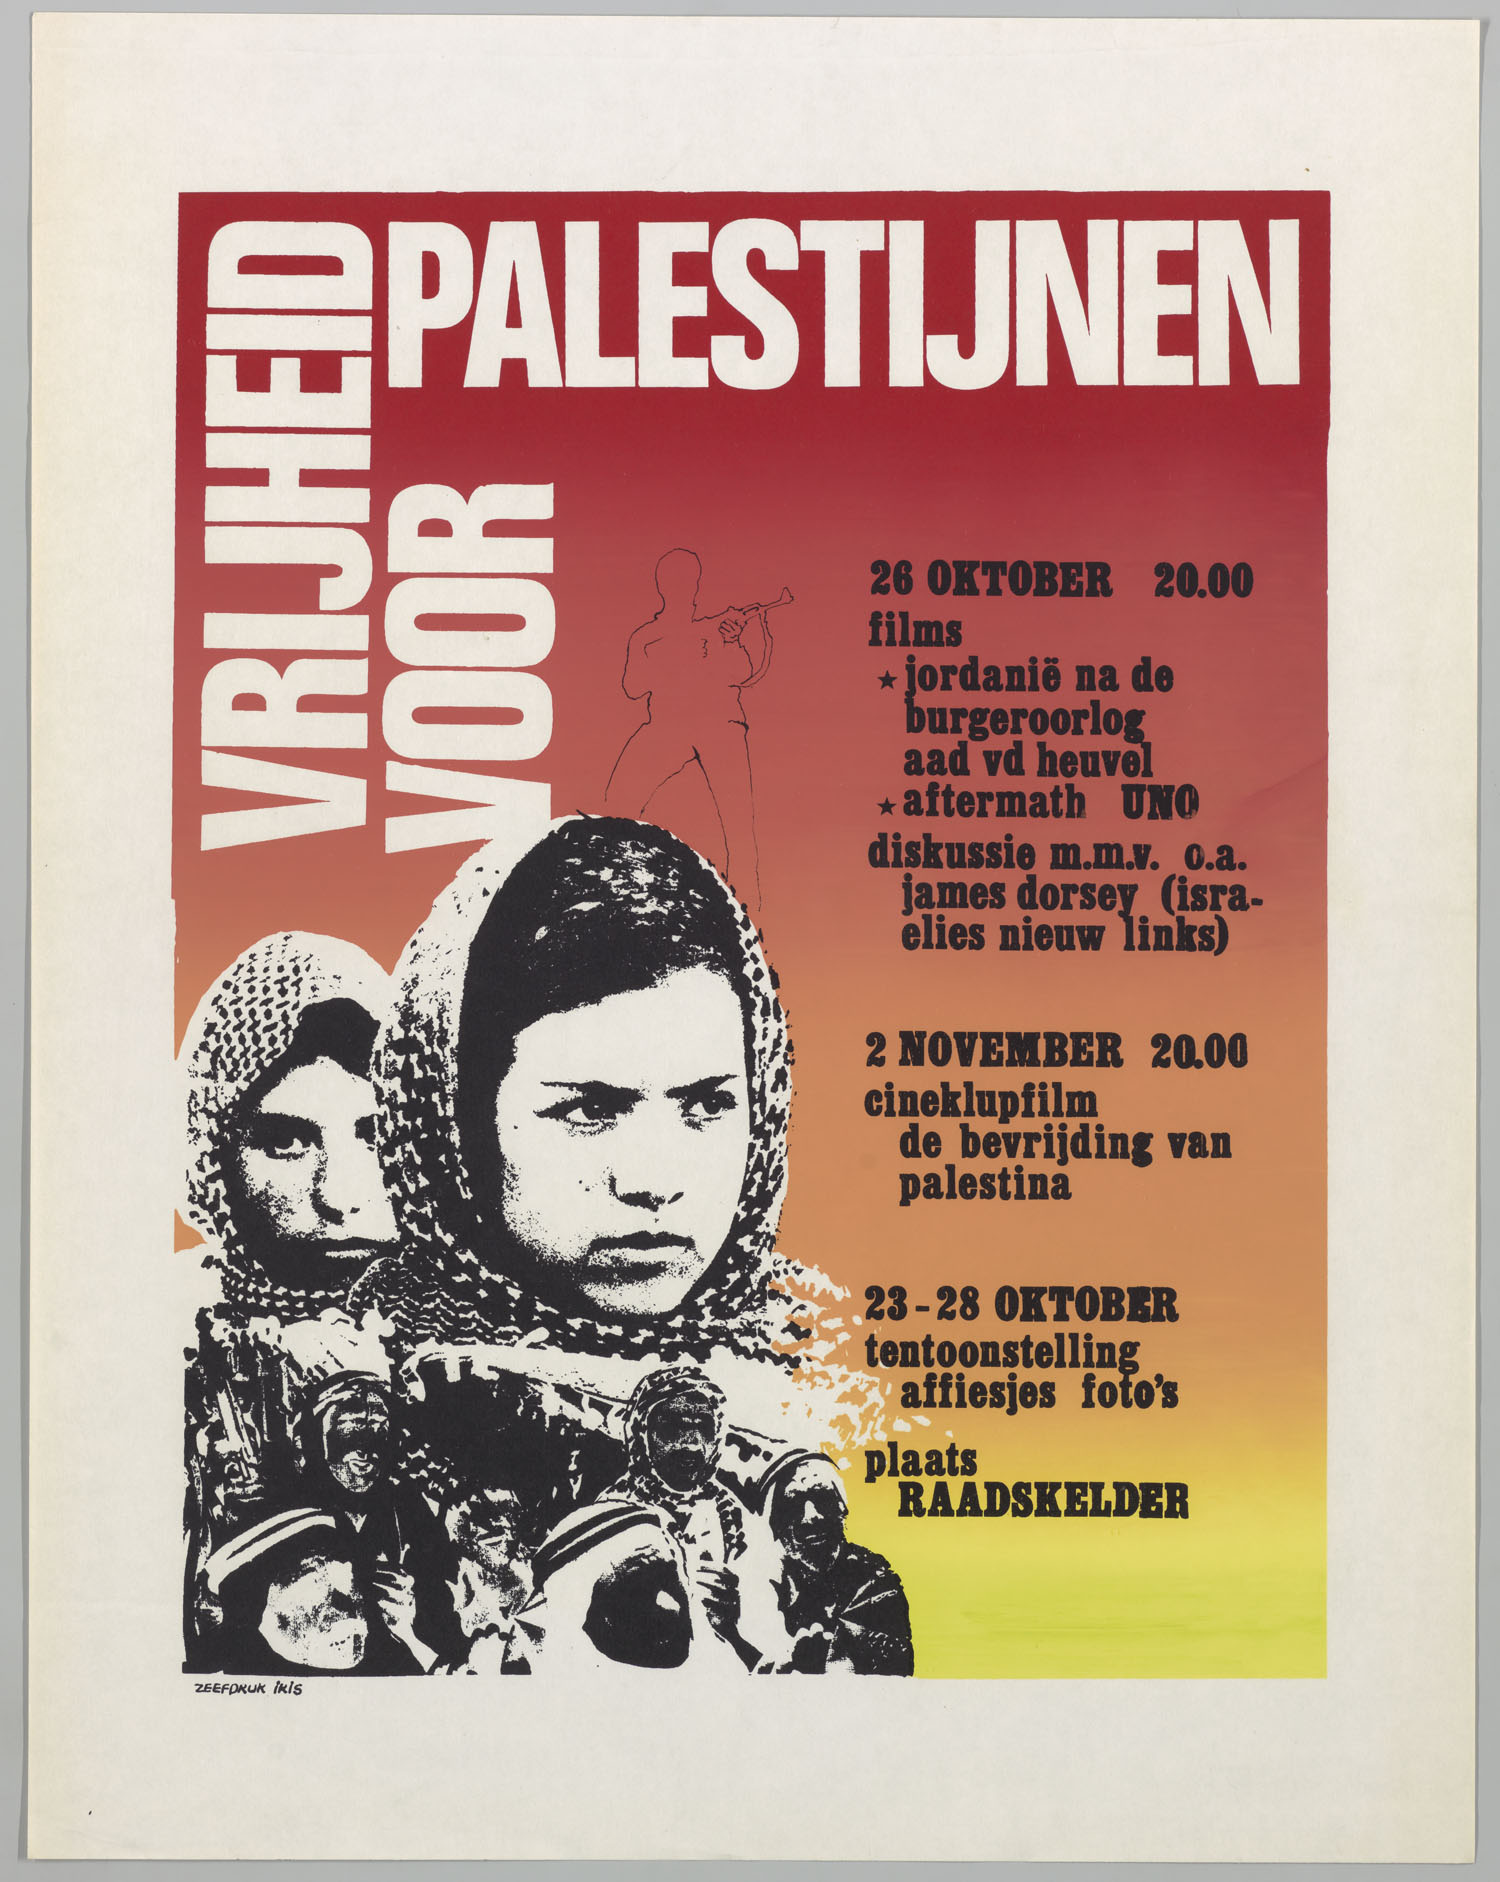 VRIJHEID
VOOR
PALESTIJNEN
26 OKTOBER 20.00
films
★ jordanië na de
burgeroorlog
aad vd heuvel
★ aftermath UNO
diskussie m.m.v. o.a.
james dorsey (isra-
elies nieuw links)
2 NOVEMBER 20.00
cineklupfilm
de bevrijding van
palestina
23-28 OKTOBER
tentoonstelling
affiesjes foto's
plaats
RAADSKELDER
ZEEFDRUK iKiS